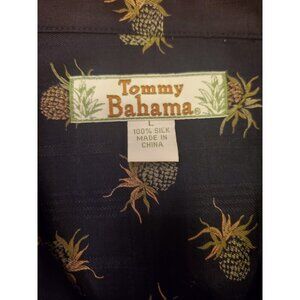 Tommy
Bahama®
L
100% SILK
MADE IN
CHINA